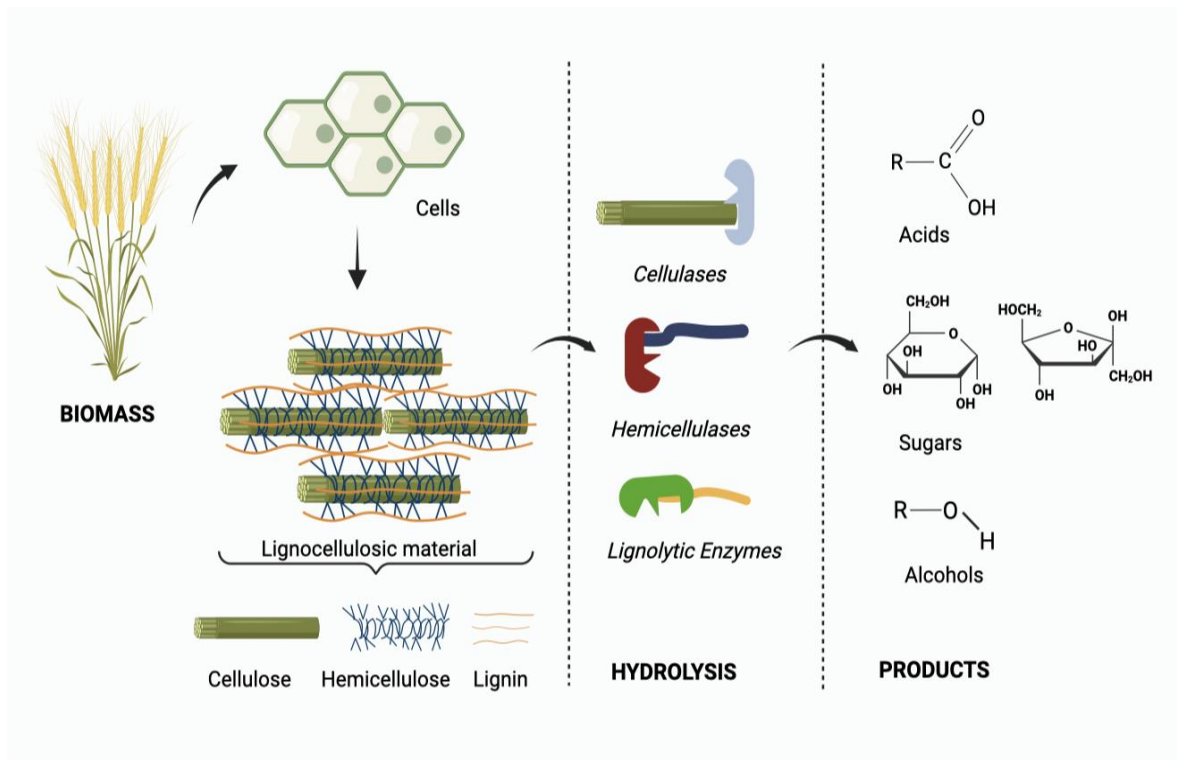 Cells
BIOMASS
Lignocellulosic material
Cellulose
Hemicellulose
Lignin
Cellulases
Hemicellulases
Lignolytic Enzymes
HYDROLYSIS
O
R
C
OH
Acids
CH₂OH
O
OH
OH
OH
OH
HOCH₂
O
OH
HO
CH₂OH
OH
Sugars
R
O
H
Alcohols
PRODUCTS